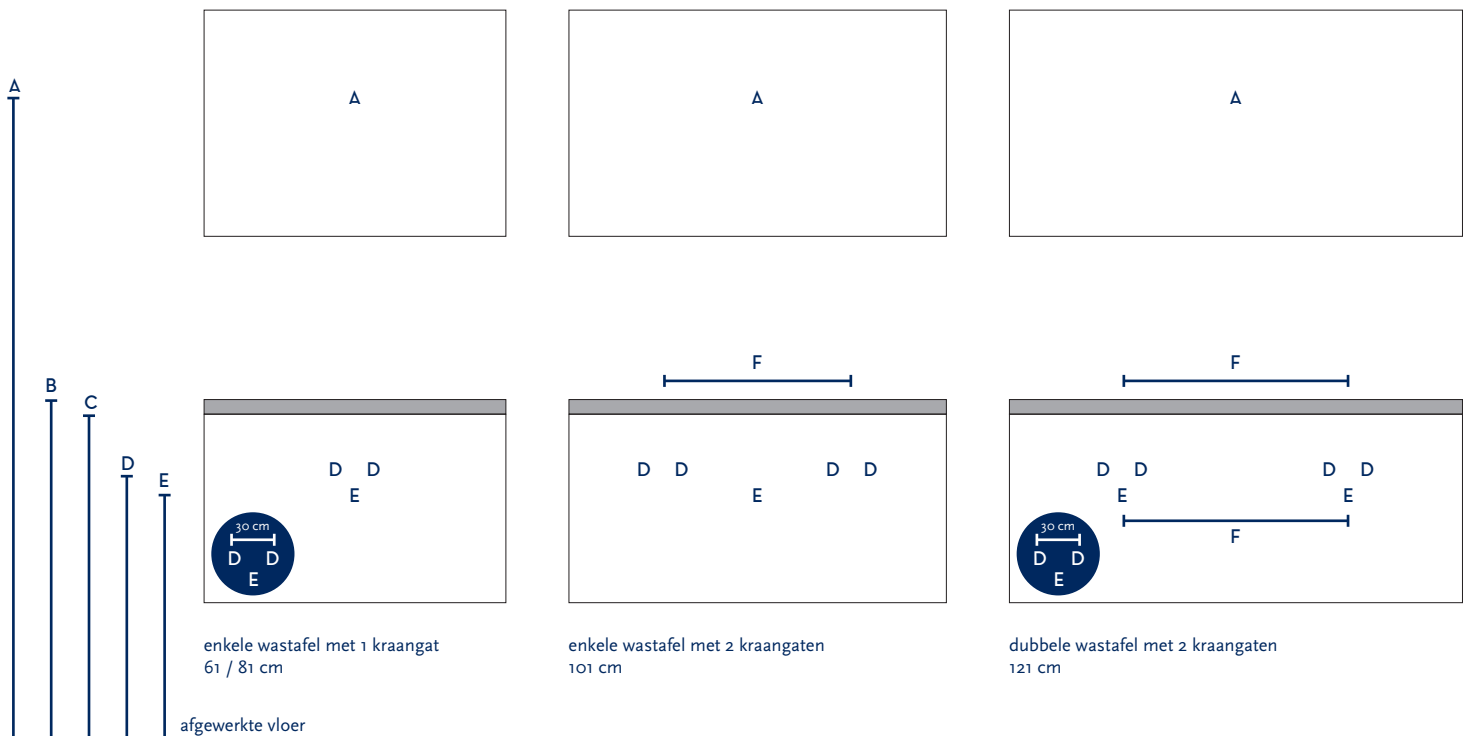 A
A
A
A
F
F
B
C
D
E
D D
E
30 cm
D D
E
D D D D
E
D D D D
E E
F
30 cm
D D
E
enkele wastafel met 1 kraangat
61 / 81 cm
enkele wastafel met 2 kraangaten
101 cm
dubbele wastafel met 2 kraangaten
121 cm
afgewerkte vloer